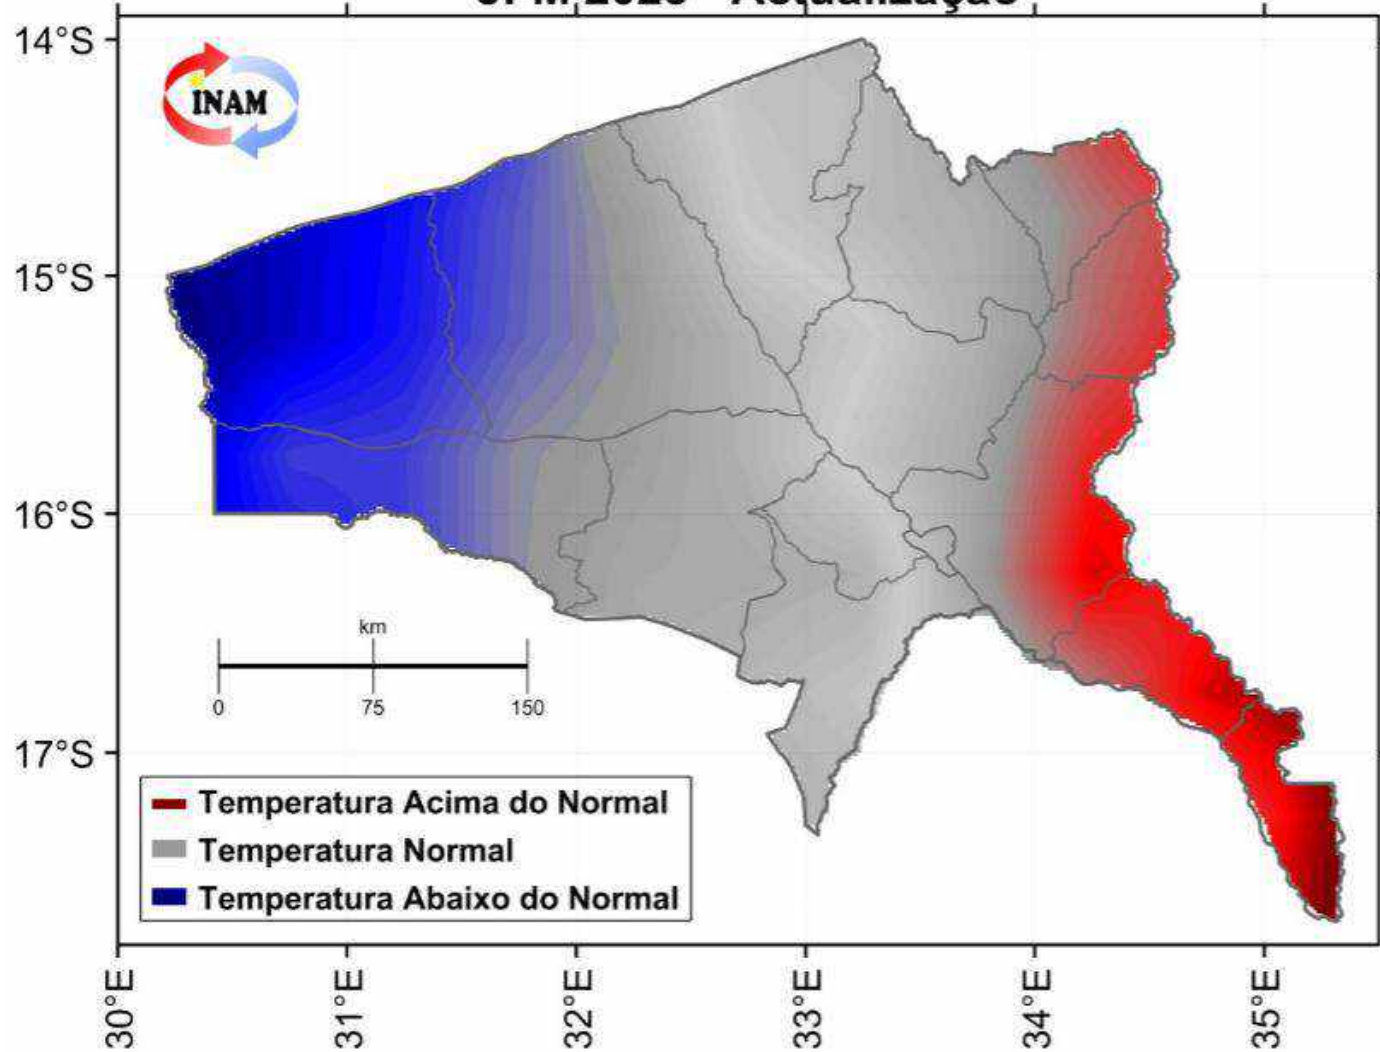 14°S
INAM
15°S
16°S
km
0 75 150
17°S
Temperatura Acima do Normal
Temperatura Normal
Temperatura Abaixo do Normal
30°E 31°E 32°E 33°E 34°E 35°E